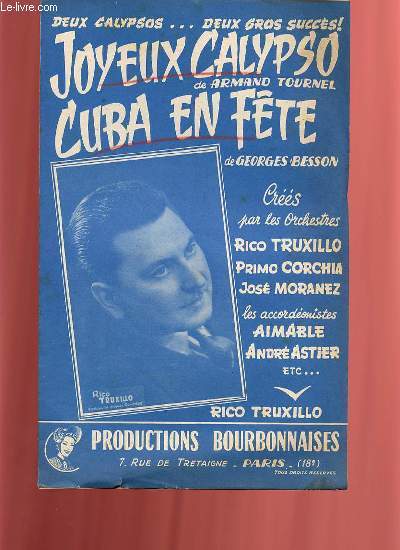 Le-livre.com
DEUX CALYPSOS ... DEUX GROS SUCCÈS!
JOYEUX CALYPSO
de ARMAND TOURNEL
CUBA EN FÊTE
de GEORGES BESSON
Créés
par les Orchestres
RICO TRUXILLO
PRIMO CORCHIA
JOSÉ MORANEZ
les accordéonistes
AIMABLE
ANDRÉ ASTIER
ETC...
RICO TRUXILLO
RICO
TRUXILLO
PRODUCTIONS BOURBONNAISES
7. RUE DE TRETAIGNE - PARIS - (18e)
TOUS DROITS RÉSERVÉS